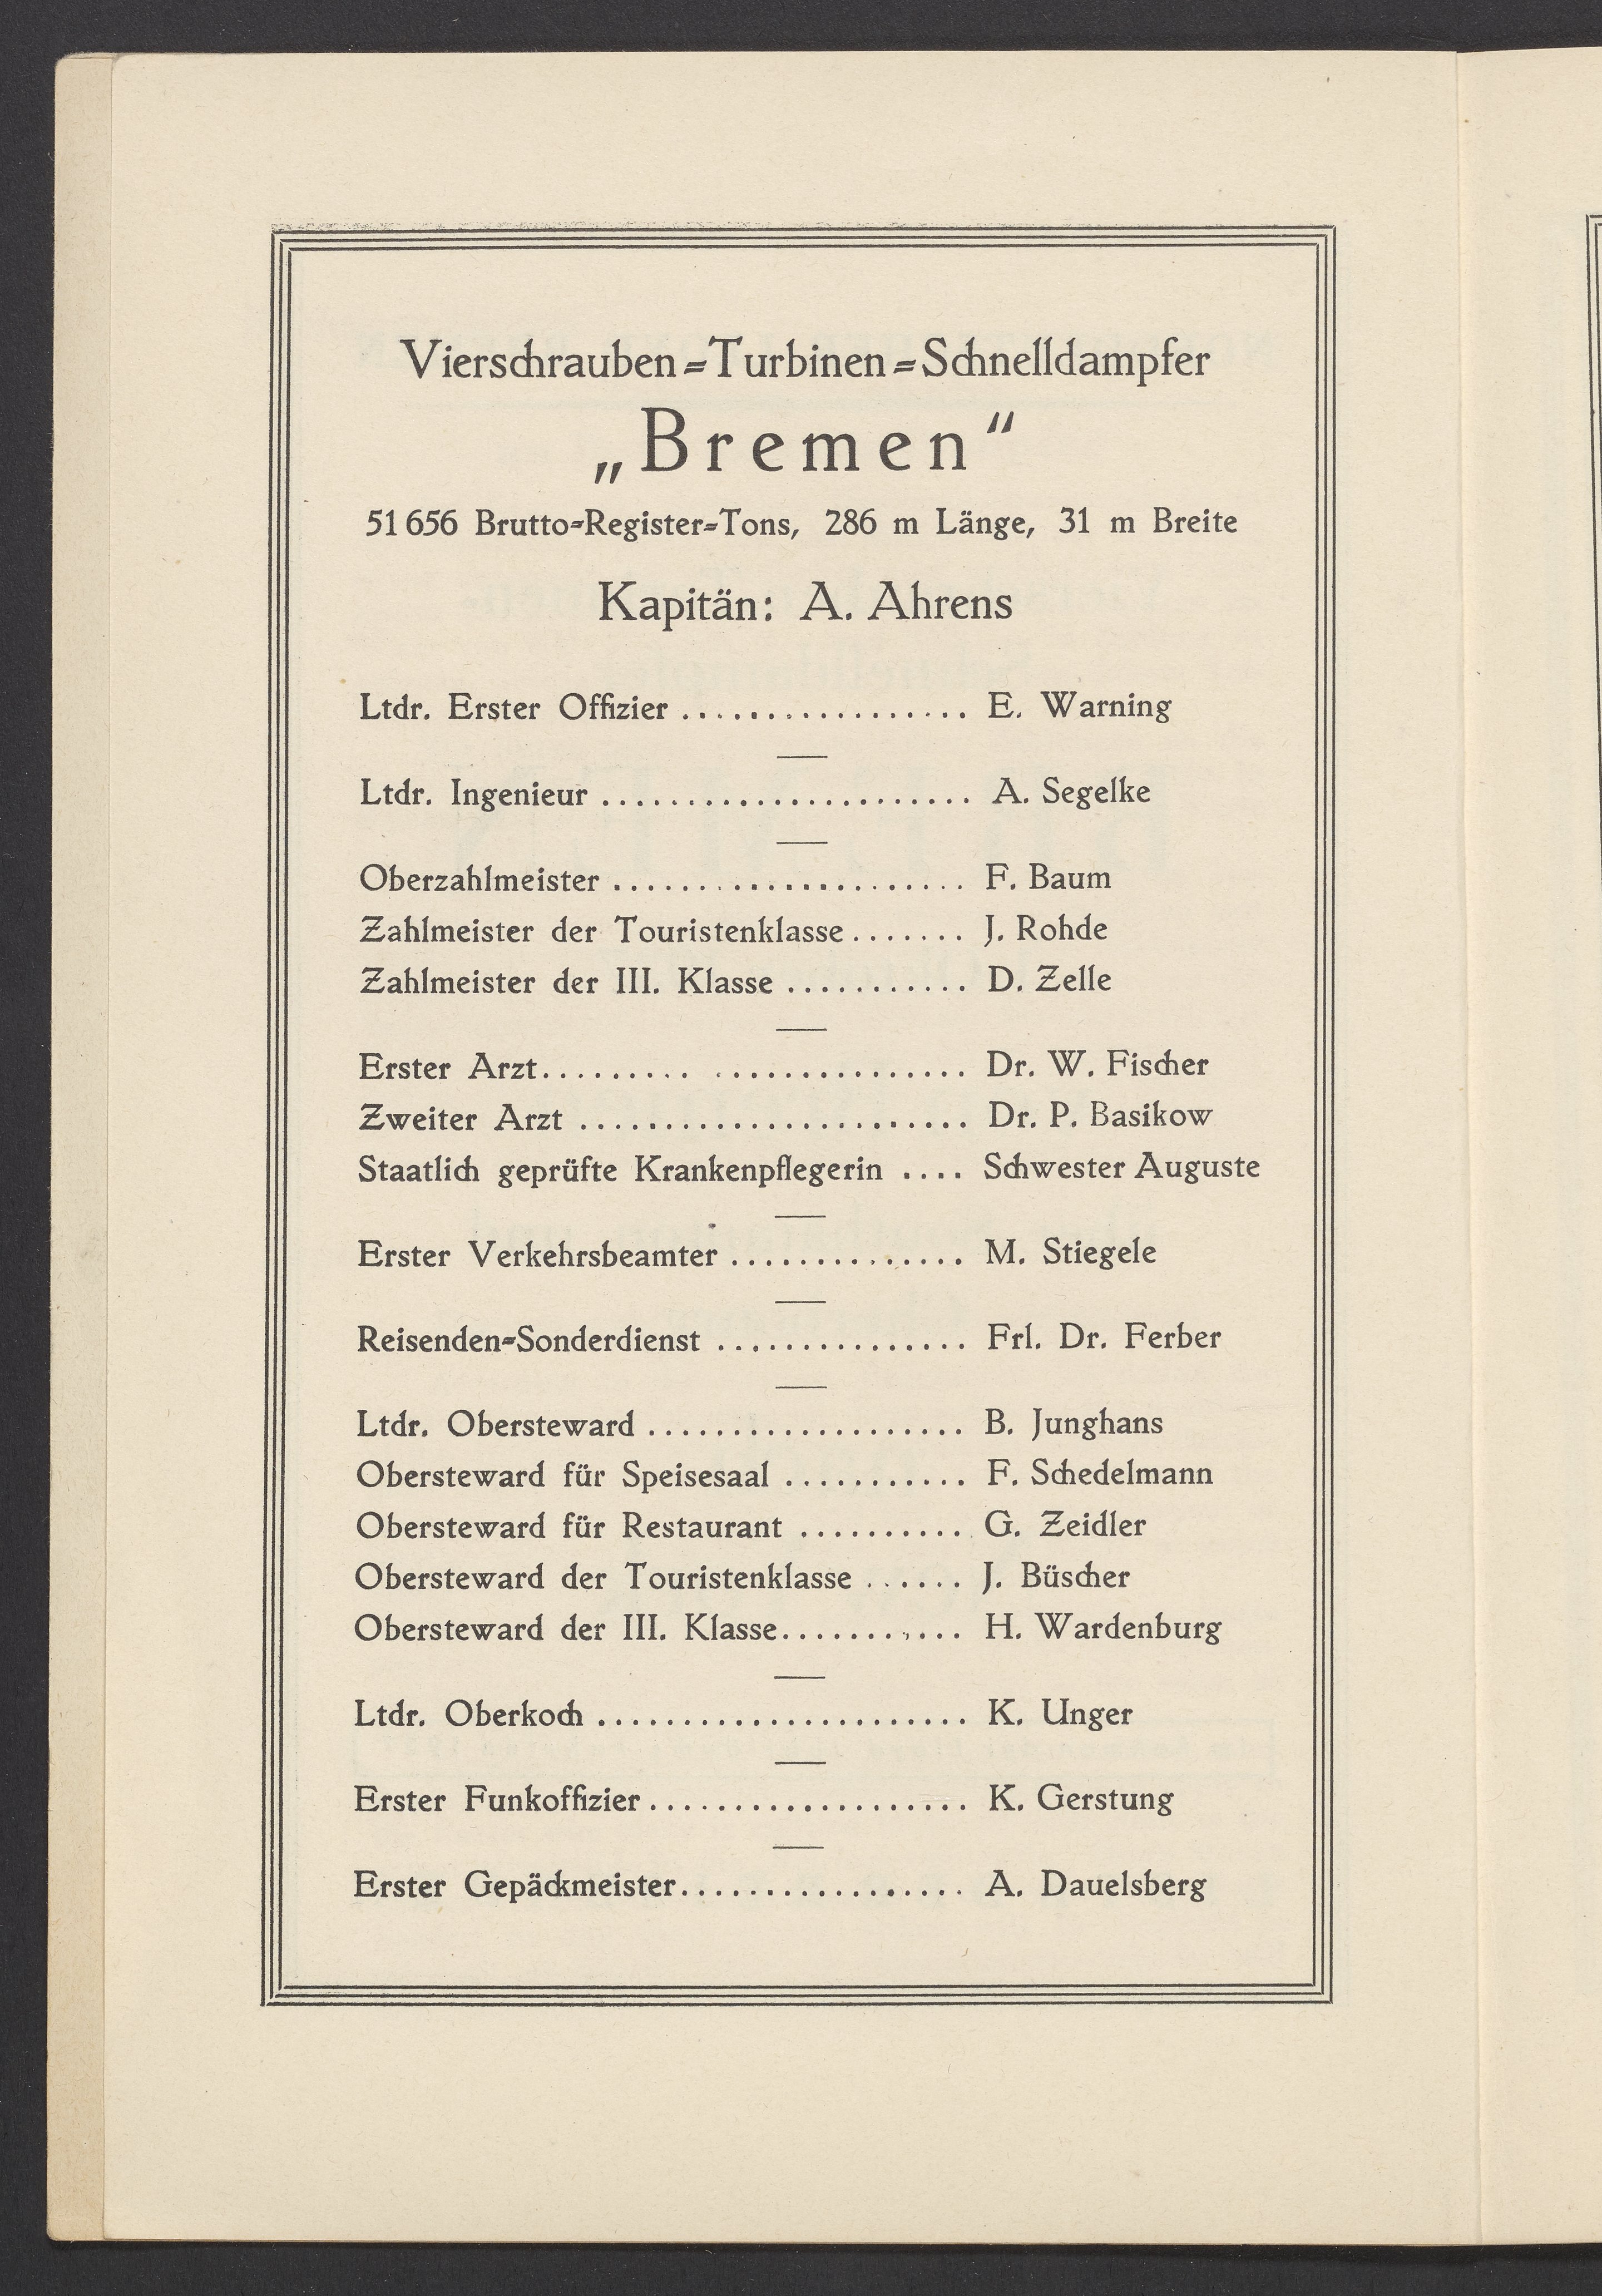 Vierschrauben=Turbinen=Schnelldampfer
„Bremen“
51 656 Brutto=Register=Tons, 286 m Länge, 31 m Breite
Kapitän: A. Ahrens
Ltdr. Erster Offizier ................. E. Warning
Ltdr. Ingenieur ...................... A. Segelke
Oberzahlmeister ..................... F. Baum
Zahlmeister der Touristenklasse....... J. Rohde
Zahlmeister der III. Klasse ........... D. Zelle
Erster Arzt......... ............... Dr. W. Fischer
Zweiter Arzt ....................... Dr. P. Basikow
Staatlich geprüfte Krankenpflegerin .... Schwester Auguste
Erster Verkehrsbeamter .............. M. Stiegele
Reisenden=Sonderdienst ............... Frl. Dr. Ferber
Ltdr. Obersteward ................... B. Junghans
Obersteward für Speisesaal ........... F. Schedelmann
Obersteward für Restaurant .......... G. Zeidler
Obersteward der Touristenklasse ...... J. Büscher
Obersteward der III. Klasse........... H. Wardenburg
Ltdr. Oberkoch ...................... K. Unger
Erster Funkoffizier................... K. Gerstung
Erster Gepäckmeister................. A. Dauelsberg